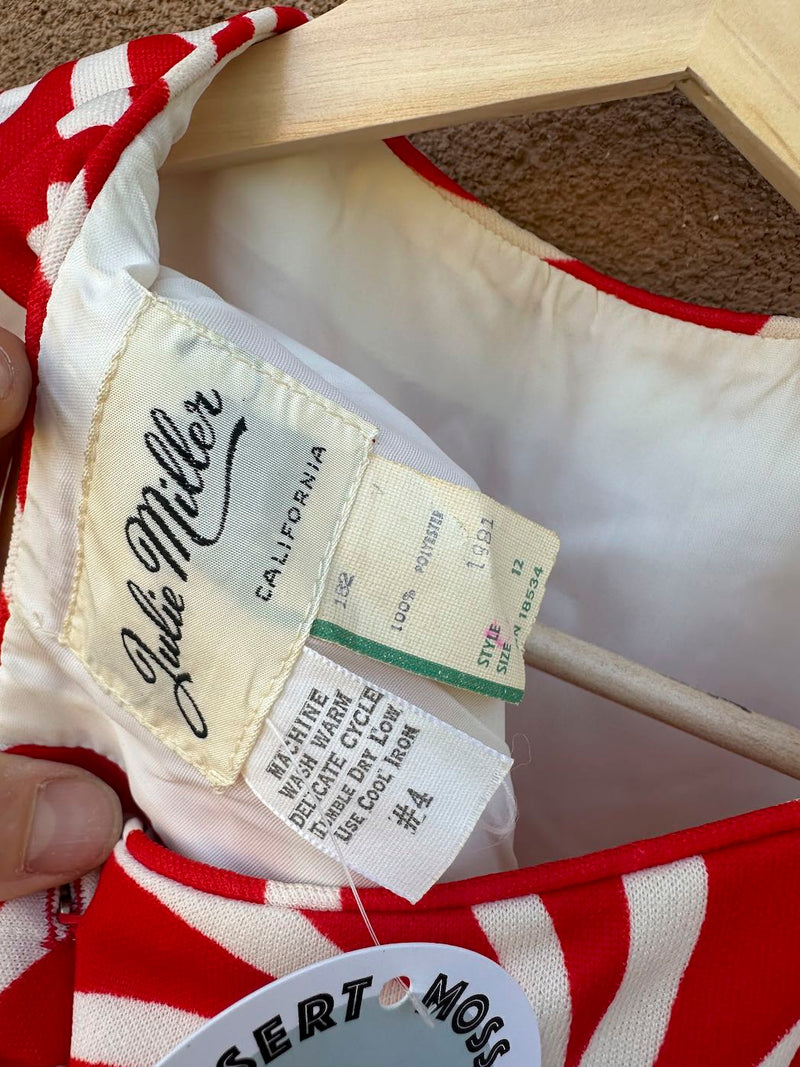 Julie Miller
CALIFORNIA
182
100% POLYESTER
1981
STYLE
SIZE 12
N 18534
MACHINE
WASH WARM
DELICATE CYCLE
TUMBLE DRY LOW
USE COOL IRON
#4
SERT MOSS